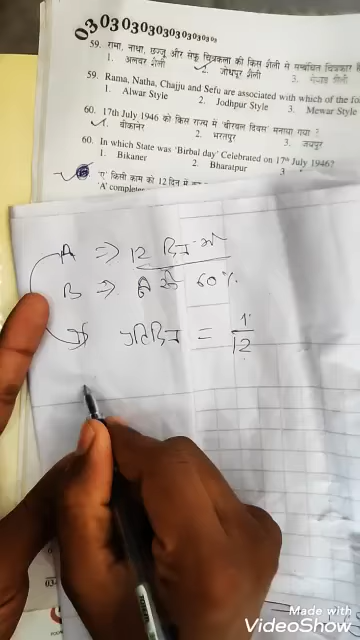 03030303030303030303
59. रामा, नाथा, छज्जू और सेफू चित्रकला की किस शैली से सम्बंधित चित्रकार
1. अलवर शैली 2. जोधपुर शैली 3. मेवाड़ शैली
59. Rama, Natha, Chajju and Sefu are associated with which of the fo
1. Alwar Style 2. Jodhpur Style 3. Mewar Style
60. 17th July 1946 को किस राज्य में 'बीरबल दिवस' मनाया गया ?
1. बीकानेर 2. भरतपुर 3. जयपुर
60. In which State was 'Birbal day' Celebrated on 17th July 1946?
1. Bikaner 2. Bharatpur 3
'ए' किसी काम को 12 दिन में
'A' complete
A ⇒ 12 दिन में
B ⇒ 60%
प्रतिदिन = 1/12
Made with
VideoShow